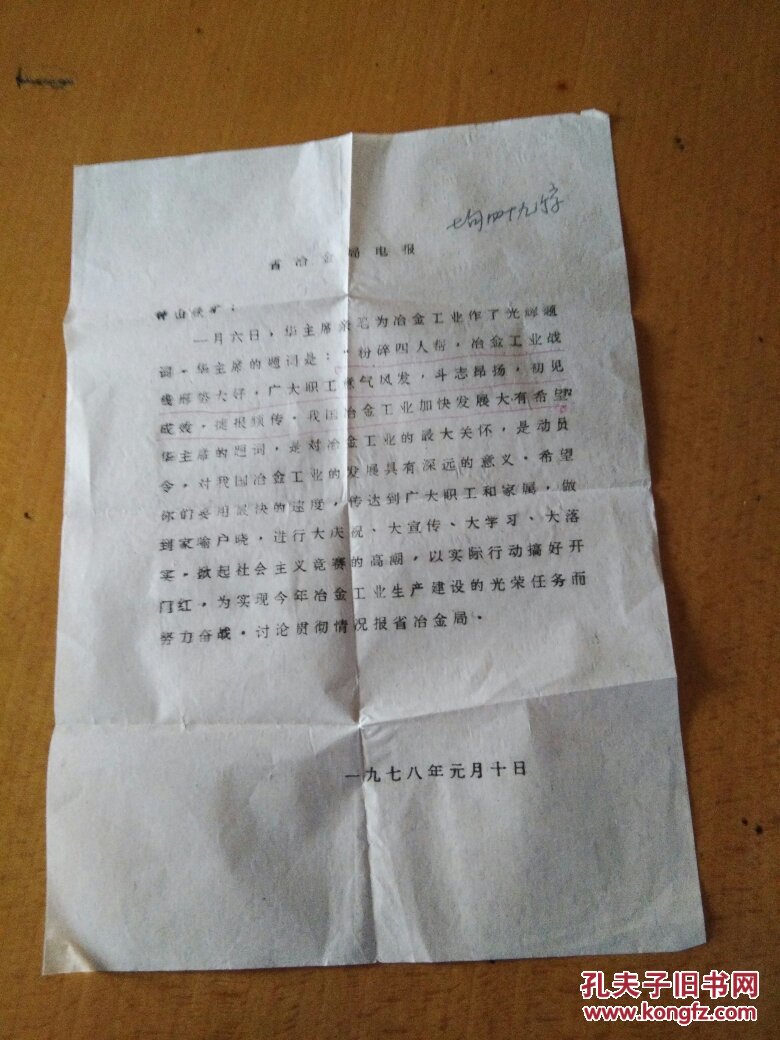 七句四十九个字
省冶金局电报
钟山铁矿：
一月六日，华主席亲笔为冶金工业作了光辉题
词。华主席的题词是：“粉碎四人帮，冶金工业战
线形势大好，广大职工意气风发，斗志昂扬，初见
成效，捷报频传。我国冶金工业加快发展大有希望”
华主席的题词，是对冶金工业的最大关怀，是动员
令，对我国冶金工业的发展具有深远的意义。希望
你们要用最快的速度，传达到广大职工和家属，做
到家喻户晓，进行大庆祝、大宣传、大学习、大落
实。掀起社会主义竞赛的高潮，以实际行动搞好开
门红，为实现今年冶金工业生产建设的光荣任务而
努力奋战。讨论贯彻情况报省冶金局。
一九七八年元月十日
孔夫子旧书网
www.kongfz.com